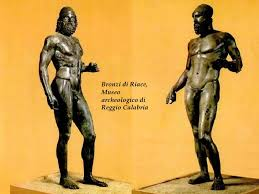 Bronzi di Riace,
Museo
archeologico di
Reggio Calabria